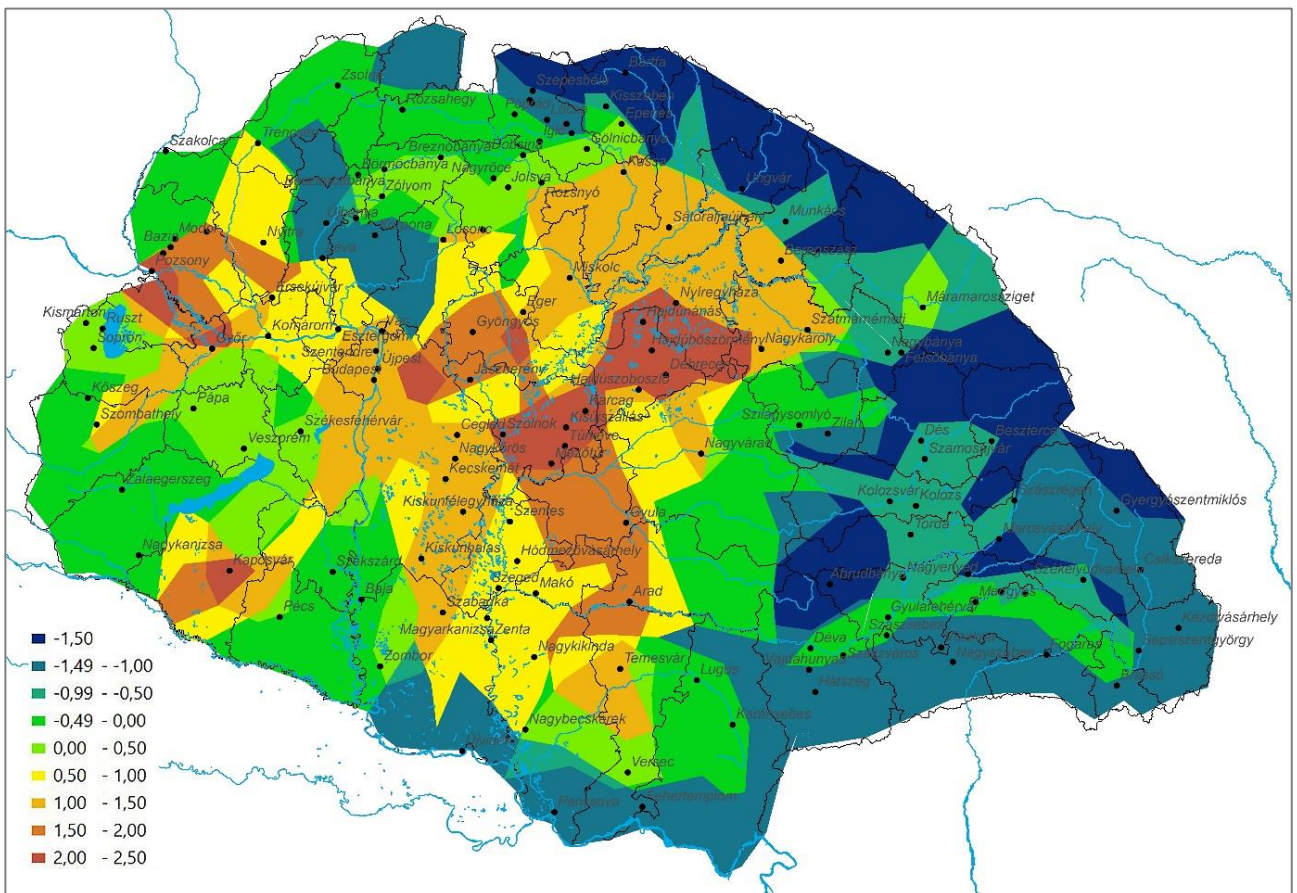 Bártfa
Zsolna
Szepesbéla
Rózsahegy
Kisszeben
Eperjes
Szakolca
Trencsén
Igló
Gölnicbánya
Breznóbánya
Dobsina
Körmöcbánya
Nagyrőce
Kassa
Besztercebánya
Zólyom
Jolsva
Rozsnyó
Ungvár
Munkács
Sátoraljaújhely
Modor
Bazin
Nyitra
Losonc
Léva
Beregszász
Pozsony
Miskolc
Érsekújvár
Nyíregyháza
Máramarossziget
Kismarton
Ruszt
Eger
Hajdúnánás
Komárom
Gyöngyös
Szatmárnémeti
Sopron
Győr
Esztergom
Hajdúböszörmény
Nagykároly
Nagybánya
Szentendre
Felsőbánya
Újpest
Budapest
Jászberény
Debrecen
Kőszeg
Hajdúszoboszló
Pápa
Karcag
Szombathely
Székesfehérvár
Szilágysomlyó
Kisújszállás
Zilah
Cegléd
Szolnok
Túrkeve
Dés
Beszterce
Veszprém
Nagykőrös
Mezőtúr
Nagyvárad
Szamosújvár
Kecskemét
Zalaegerszeg
Kiskunfélegyháza
Kolozsvár
Kolozs
Szászrégen
Gyergyószentmiklós
Szentes
Gyula
Torda
Marosvásárhely
Nagykanizsa
Kiskunhalas
Hódmezővásárhely
Kaposvár
Szekszárd
Csíkszereda
Abrudbánya
Nagyenyed
Székelyudvarhely
Szeged
Makó
Baja
Arad
Medgyes
Szabadka
Gyulafehérvár
Pécs
Szászsebes
Kézdivásárhely
Magyarkanizsa
Zenta
Déva
Fogaras
Sepsiszentgyörgy
Nagykikinda
Szászváros
Nagyszeben
Zombor
Temesvár
Lugos
Vajdahunyad
Hátszeg
Brassó
Nagybecskerek
Karánsebes
Újvidék
Versec
Pancsova
Fehértemplom
-1,50
-1,49 - -1,00
-0,99 - -0,50
-0,49 - 0,00
0,00 - 0,50
0,50 - 1,00
1,00 - 1,50
1,50 - 2,00
2,00 - 2,50